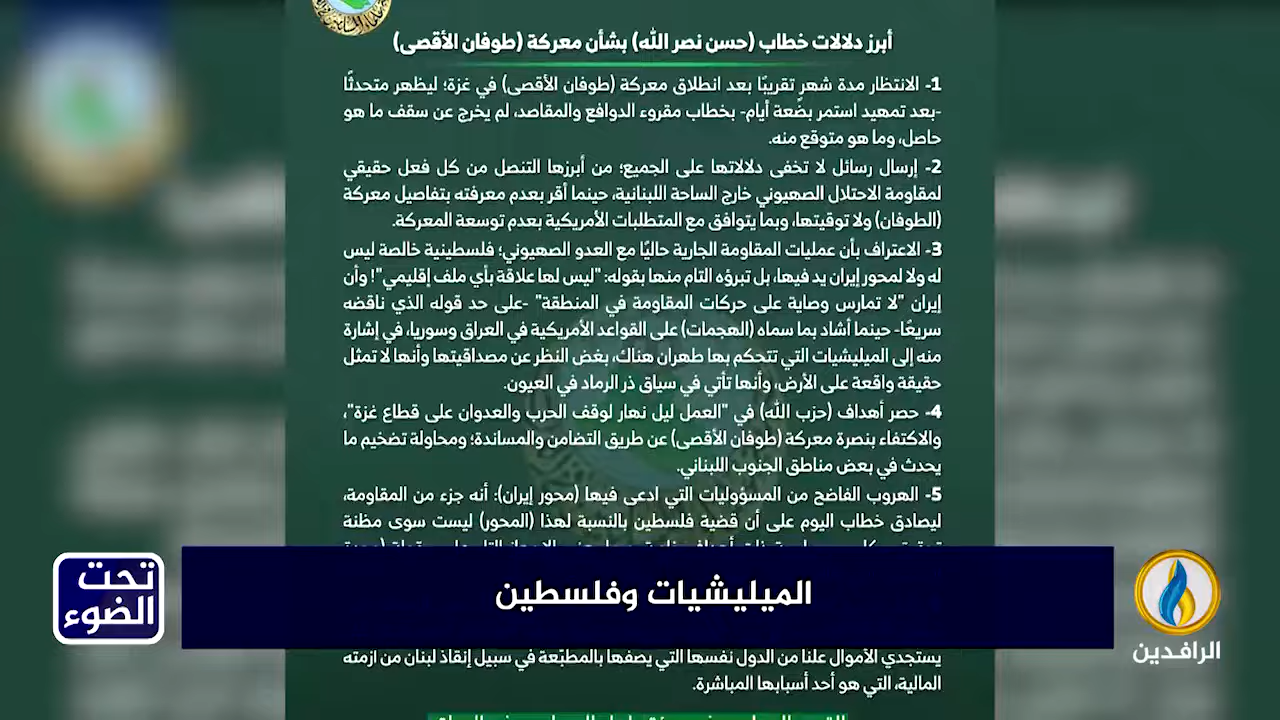 أبرز دلالات خطاب (حسن نصر الله) بشأن معركة (طوفان الأقصى)
1- الانتظار مدة شهرٍ تقريبًا بعد انطلاق معركة (طوفان الأقصى) في غزة؛ ليظهر متحدثًا
-بعد تمهيد استمر بضعة أيام- بخطاب مقروء الدوافع والمقاصد، لم يخرج عن سقف ما هو
حاصل، وما هو متوقع منه.
2- إرسال رسائل لا تخفى دلالاتها على الجميع؛ من أبرزها التنصل من كل فعل حقيقي
لمقاومة الاحتلال الصهيوني خارج الساحة اللبنانية، حينما أقر بعدم معرفته بتفاصيل معركة
(الطوفان) ولا توقيتها، وبما يتوافق مع المتطلبات الأمريكية بعدم توسعة المعركة.
3- الاعتراف بأن عمليات المقاومة الجارية حاليًا مع العدو الصهيوني؛ فلسطينية خالصة ليس
له ولا لمحور إيران يد فيها، بل تبرؤه التام منها بقوله: "ليس لها علاقة بأي ملف إقليمي"! وأن
إيران "لا تمارس وصاية على حركات المقاومة في المنطقة" -على حد قوله الذي ناقضه
سريعًا- حينما أشاد بما سماه (الهجمات) على القواعد الأمريكية في العراق وسوريا، في إشارة
منه إلى الميليشيات التي تتحكم بها طهران هناك، بغض النظر عن مصداقيتها وأنها لا تمثل
حقيقة واقعة على الأرض، وأنها تأتي في سياق ذر الرماد في العيون.
4- حصر أهداف (حزب الله) في "العمل ليل نهار لوقف الحرب والعدوان على قطاع غزة"،
والاكتفاء بنصرة معركة (طوفان الأقصى) عن طريق التضامن والمساندة؛ ومحاولة تضخيم ما
يحدث في بعض مناطق الجنوب اللبناني.
5- الهروب الفاضح من المسؤوليات التي ادعى فيها (محور إيران): أنه جزء من المقاومة،
ليصادق خطاب اليوم على أن قضية فلسطين بالنسبة لهذا (المحور) ليست سوى مظنة
تحت
الضوء
الميليشيات وفلسطين
الرافدين
يستجدي الأموال علنًا من الدول نفسها التي يصفها بالمطبّعة في سبيل إنقاذ لبنان من أزمته
المالية، التي هو أحد أسبابها المباشرة.